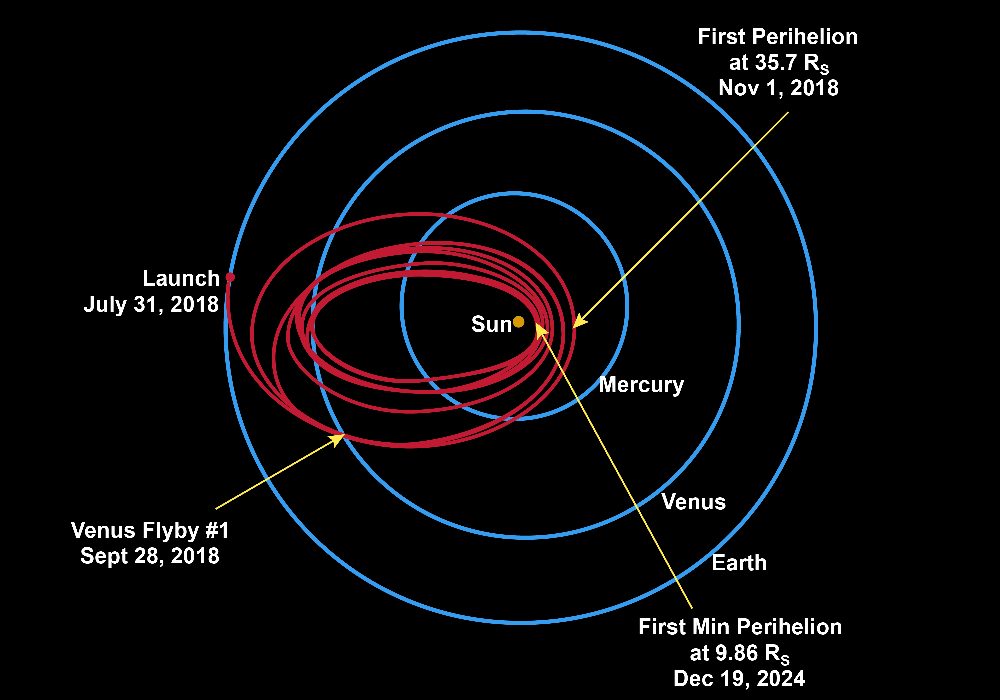 First Perihelion
at 35.7 RS
Nov 1, 2018
Launch
July 31, 2018
Sun
Mercury
Venus
Venus Flyby #1
Sept 28, 2018
Earth
First Min Perihelion
at 9.86 RS
Dec 19, 2024